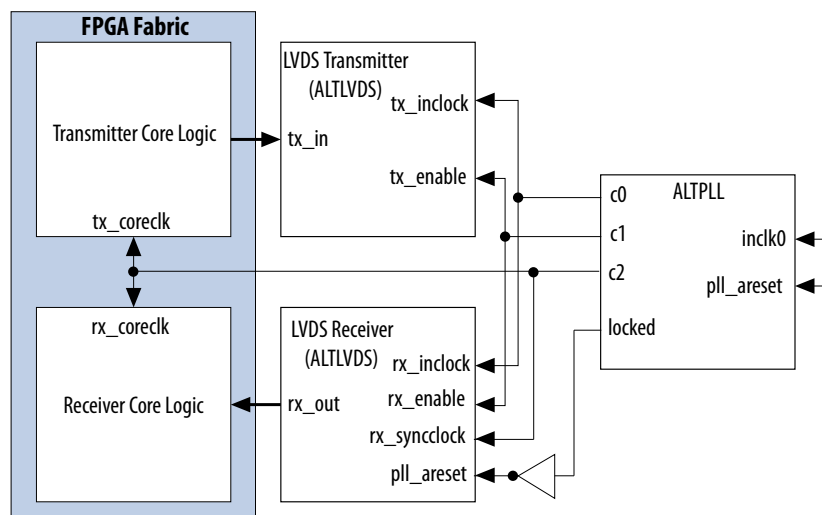 FPGA Fabric
Transmitter Core Logic
tx_coreclk
LVDS Transmitter
(ALTLVDS)
tx_inclock
tx_in
tx_enable
c0
ALTPLL
c1
inclk0
c2
pll_areset
locked
rx_coreclk
Receiver Core Logic
LVDS Receiver
(ALTLVDS)
rx_inclock
rx_out
rx_enable
rx_syncclock
pll_areset